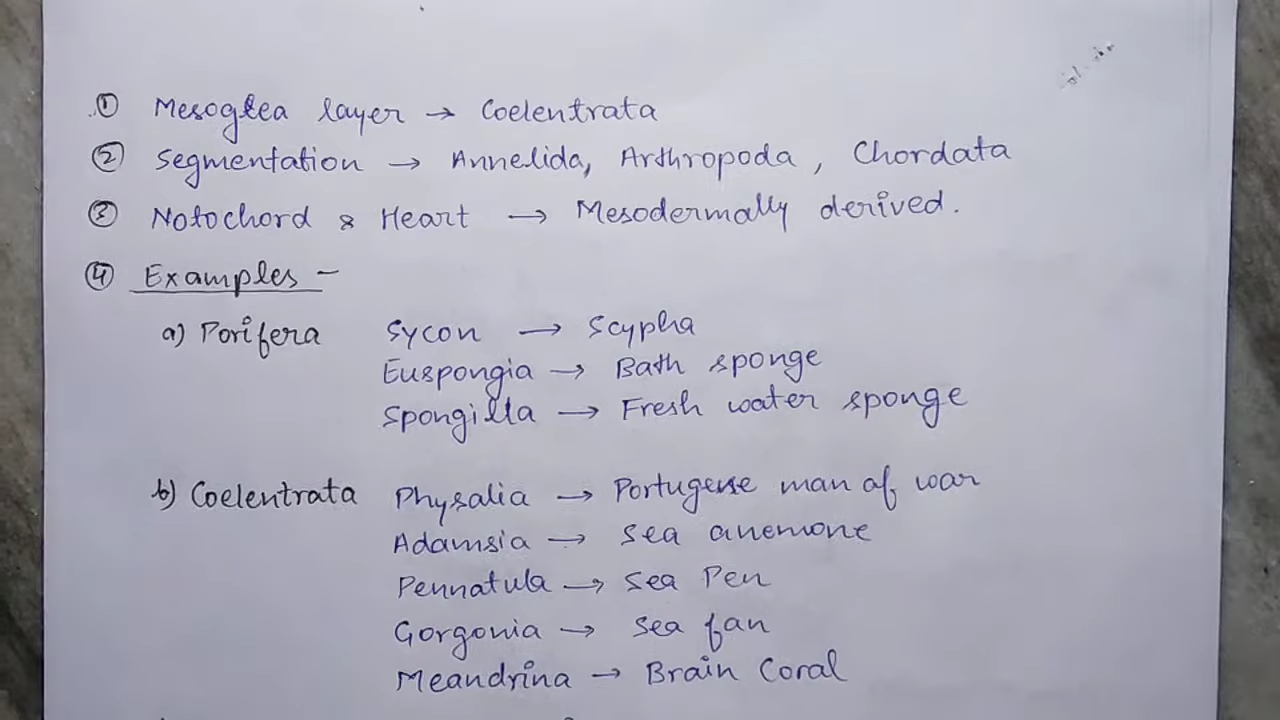 ① Mesoglea layer → Coelentrata
② Segmentation → Annelida, Arthropoda, Chordata
③ Notochord & Heart → Mesodermally derived.
④ Examples –
a) Porifera Sycon → Scypha
Euspongia → Bath sponge
Spongilla → Fresh water sponge
b) Coelentrata Physalia → Portugese man of war
Adamsia → Sea anemone
Pennatula → Sea Pen
Gorgonia → Sea fan
Meandrina → Brain Coral